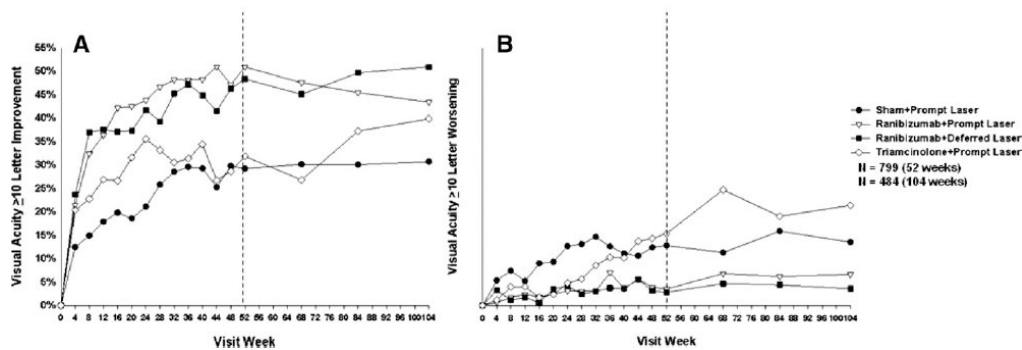 A
Visual Acuity ≥10 Letter Improvement
55%
50%
45%
40%
35%
30%
25%
20%
15%
10%
5%
0%
0 4 8 12 16 20 24 28 32 36 40 44 48 52 56 60 64 68 72 76 80 84 88 92 96 100 104
Visit Week
B
Visual Acuity ≥10 Letter Worsening
0 4 8 12 16 20 24 28 32 36 40 44 48 52 56 60 64 68 72 76 80 84 88 92 96 100 104
Visit Week
Sham+Prompt Laser
Ranibizumab+Prompt Laser
Ranibizumab+Deferred Laser
Triamcinolone+Prompt Laser
N = 799 (52 weeks)
N = 484 (104 weeks)